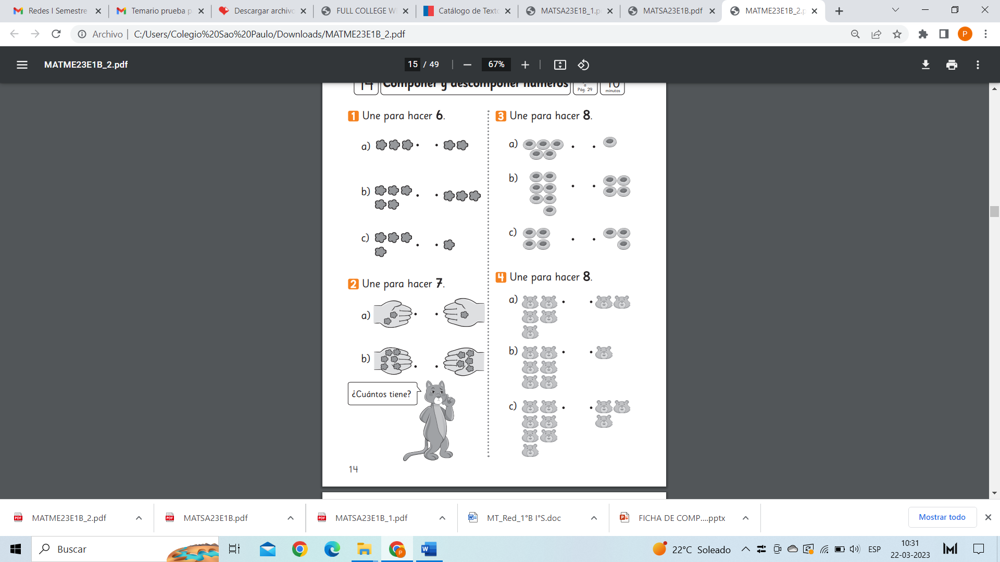 Redes I Semestre
Temario prueba p
Descargar archivo
FULL COLLEGE W
Catálogo de Texto
MATSA23E1B_1.p
MATSA23E1B.pdf
MATME23E1B_2.p
Archivo | C:/Users/Colegio%20Sao%20Paulo/Downloads/MATME23E1B_2.pdf
P
MATME23E1B_2.pdf
15 / 49
67%
14 Componer y descomponer números
Pág. 29
10 minutos
1 Une para hacer 6.
a)
b)
c)
2 Une para hacer 7.
a)
b)
¿Cuántos tiene?
3 Une para hacer 8.
a)
b)
c)
4 Une para hacer 8.
a)
b)
c)
14
MATME23E1B_2.pdf
MATSA23E1B.pdf
MATSA23E1B_1.pdf
MT_Red_1°B I°S.doc
FICHA DE COMP....pptx
Mostrar todo
Buscar
22°C Soleado
ESP
10:31
22-03-2023